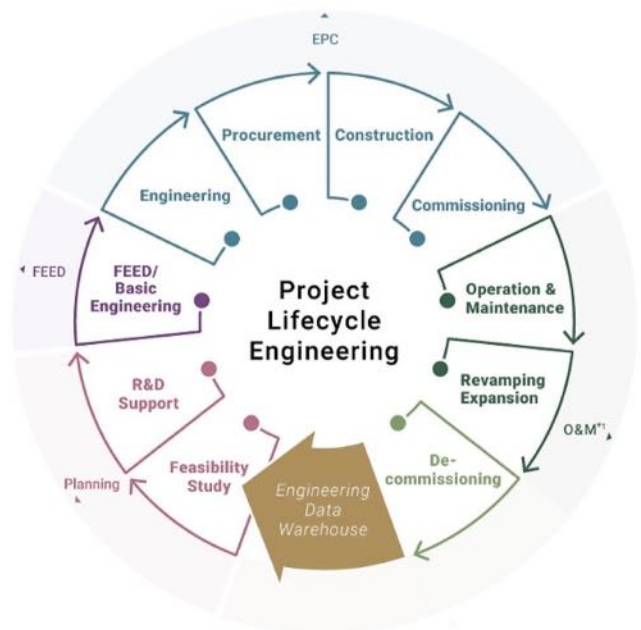 EPC
Procurement
Construction
Engineering
Commissioning
FEED
FEED/
Basic
Engineering
Project
Lifecycle
Engineering
Operation &
Maintenance
R&D
Support
Revamping
Expansion
O&M*¹
Planning
Feasibility
Study
Engineering
Data
Warehouse
De-
commissioning